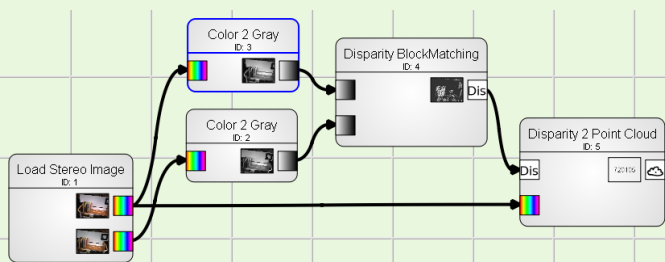 Color 2 Gray
ID: 3
Disparity BlockMatching
ID: 4
Dis
Color 2 Gray
ID: 2
Disparity 2 Point Cloud
ID: 5
Dis
720105
Load Stereo Image
ID: 1